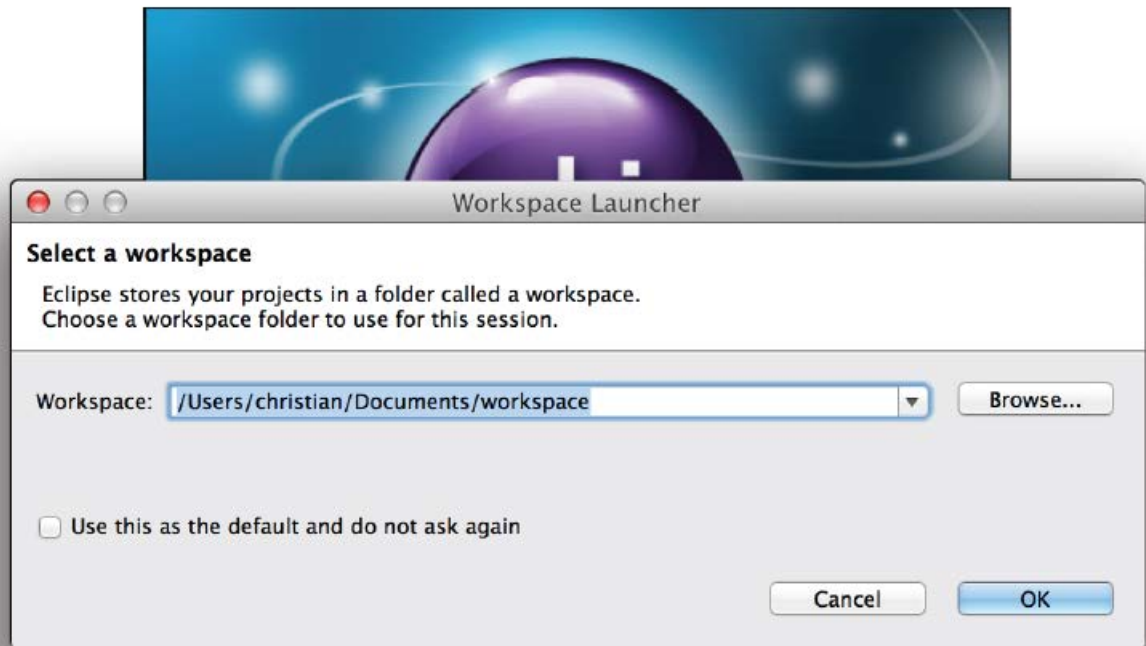 Workspace Launcher
Select a workspace
Eclipse stores your projects in a folder called a workspace.
Choose a workspace folder to use for this session.
Workspace: /Users/christian/Documents/workspace Browse...
Use this as the default and do not ask again
Cancel OK